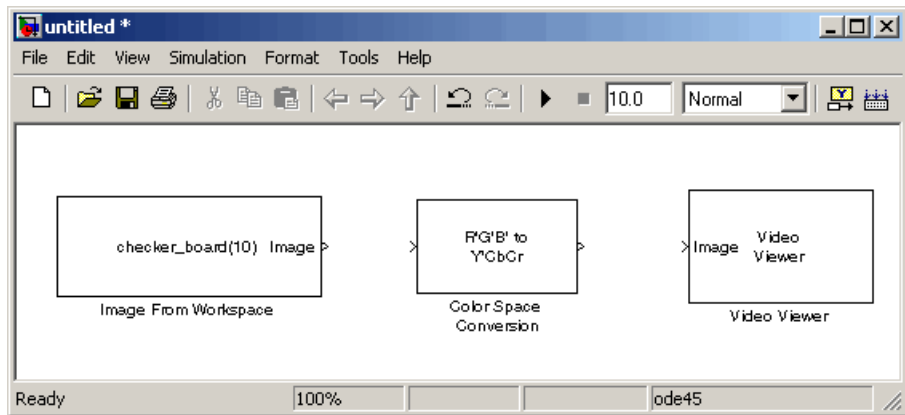 untitled *
File Edit View Simulation Format Tools Help
10.0 Normal
checker_board(10) Image
Image From Workspace
R'G'B' to
Y'CbCr
Color Space
Conversion
Image
Video
Viewer
Video Viewer
Ready 100% ode45